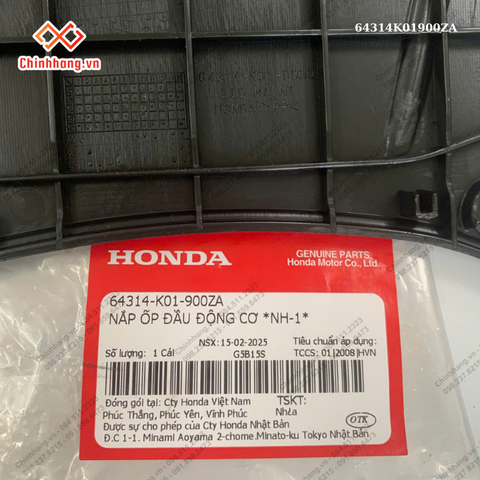 64314K01900ZA
Chinhhang.vn
HONDA
GENUINE PARTS
Honda Motor Co., Ltd.
64314-K01-900ZA
NẮP ỐP ĐẦU ĐỘNG CƠ *NH-1*
NSX: 15-02-2025
Tiêu chuẩn áp dụng:
Số lượng: 1 Cái
G5B15S
TCCS: 01|2008|HVN
Đóng gói tại: Cty Honda Việt Nam
TSKT:
Phúc Thắng, Phúc Yên, Vĩnh Phúc
Nhựa
Được sự cho phép của Cty Honda Nhật Bản
OTK
Đ.C 1-1. Minami Aoyama 2-chome.Minato-ku Tokyo Nhật Bản